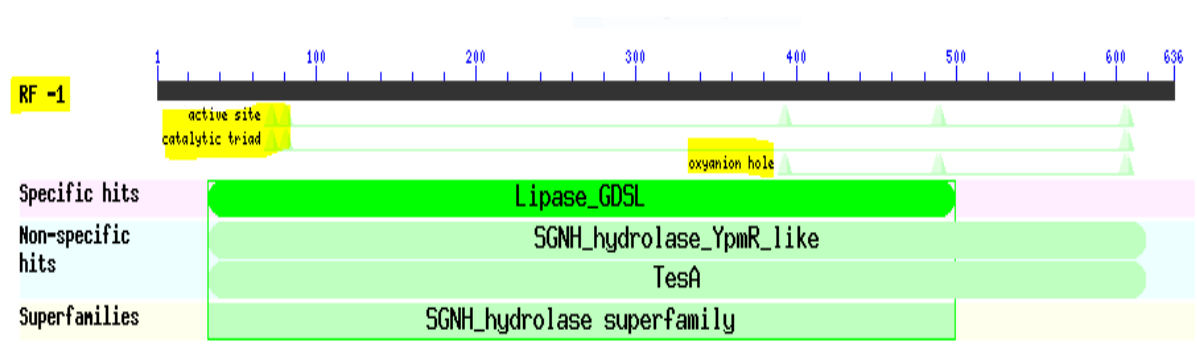 1 100 200 300 400 500 600 636
RF -1
active site
catalytic triad
oxyanion hole
Specific hits
Lipase_GDSL
Non-specific
hits
SGNH_hydrolase_YpmR_like
TesA
Superfamilies
SGNH_hydrolase superfamily